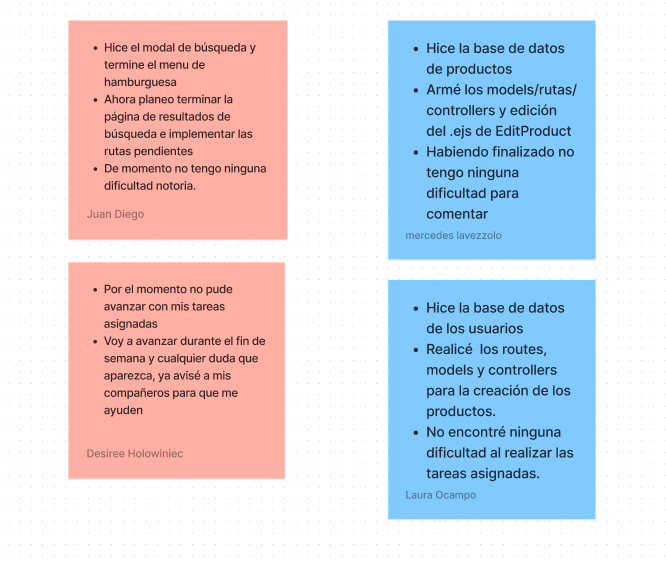 • Hice el modal de búsqueda y
termine el menu de
hamburguesa
• Ahora planeo terminar la
página de resultados de
búsqueda e implementar las
rutas pendientes
• De momento no tengo ninguna
dificultad notoria.
Juan Diego
• Por el momento no pude
avanzar con mis tareas
asignadas
• Voy a avanzar durante el fin de
semana y cualquier duda que
aparezca, ya avisé a mis
compañeros para que me
ayuden
Desiree Holowiniec
• Hice la base de datos
de productos
• Armé los models/rutas/
controllers y edición
del .ejs de EditProduct
• Habiendo finalizado no
tengo ninguna
dificultad para
comentar
mercedes lavezzolo
• Hice la base de datos
de los usuarios
• Realicé  los routes,
models y controllers
para la creación de los
productos.
• No encontré ninguna
dificultad al realizar las
tareas asignadas.
Laura Ocampo